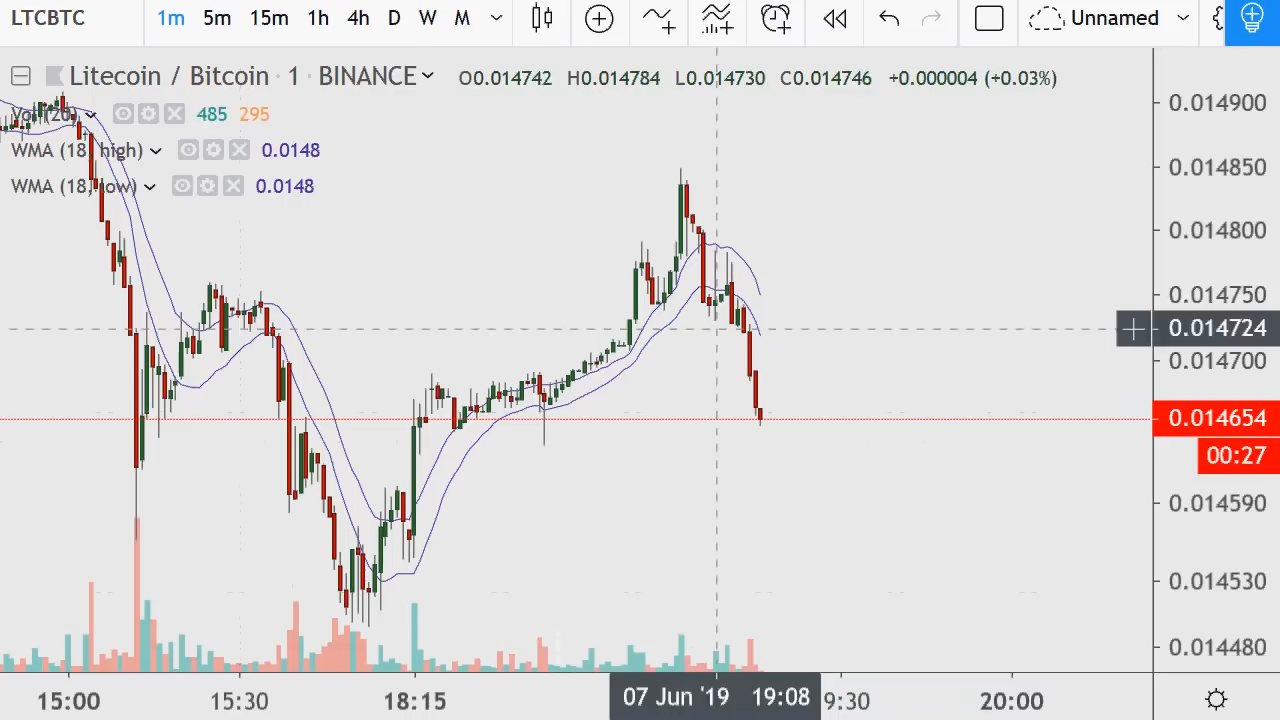 LTCBTC 1m 5m 15m 1h 4h D W M Unnamed
Litecoin / Bitcoin · 1 · BINANCE O0.014742 H0.014784 L0.014730 C0.014746 +0.000004 (+0.03%)
Vol (20) 485 295
WMA (18, high) 0.0148
WMA (18, low) 0.0148
0.014900
0.014850
0.014800
0.014750
0.014724
0.014700
0.014654
00:27
0.014590
0.014530
0.014480
15:00 15:30 18:15 07 Jun '19 19:08 9:30 20:00